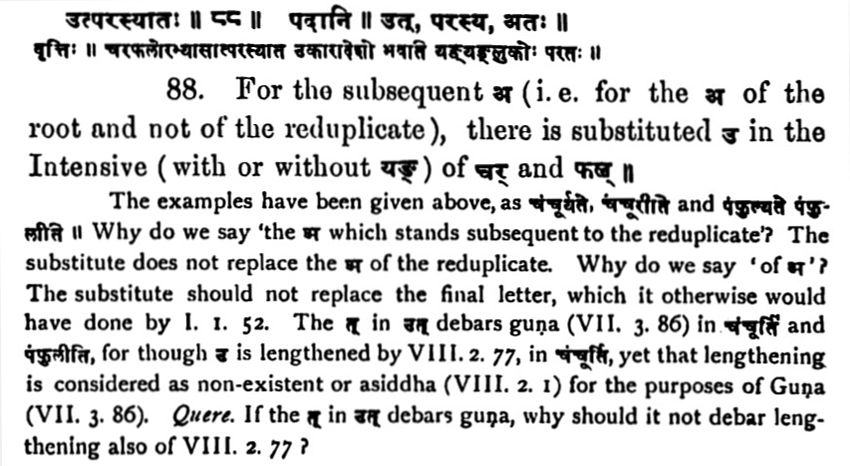 उत्परस्यातः ॥ ८८ ॥ पदानि ॥ उत्, परस्य, अतः ॥
वृत्तिः ॥ चरफलोरभ्यासात्परस्यात उकारादेशो भवति यङ्यङ्लुकोः परतः ॥
88. For the subsequent अ (i. e. for the अ of the
root and not of the reduplicate), there is substituted उ in the
Intensive (with or without यङ्) of चर् and फल् ॥
The examples have been given above, as चंचूर्यते, चंचूरीति and पंफुल्यते पंफु-
लीति ॥ Why do we say 'the अ which stands subsequent to the reduplicate'? The
substitute does not replace the अ of the reduplicate. Why do we say 'of अ'?
The substitute should not replace the final letter, which it otherwise would
have done by I. 1. 52. The त् in उत् debars guṇa (VII. 3. 86) in चंचूर्ति and
पंफुलीति, for though उ is lengthened by VIII. 2. 77, in चंचूर्ति, yet that lengthening
is considered as non-existent or asiddha (VIII. 2. 1) for the purposes of Guṇa
(VII. 3. 86). Quere. If the त् in उत् debars guṇa, why should it not debar leng-
thening also of VIII. 2. 77 ?